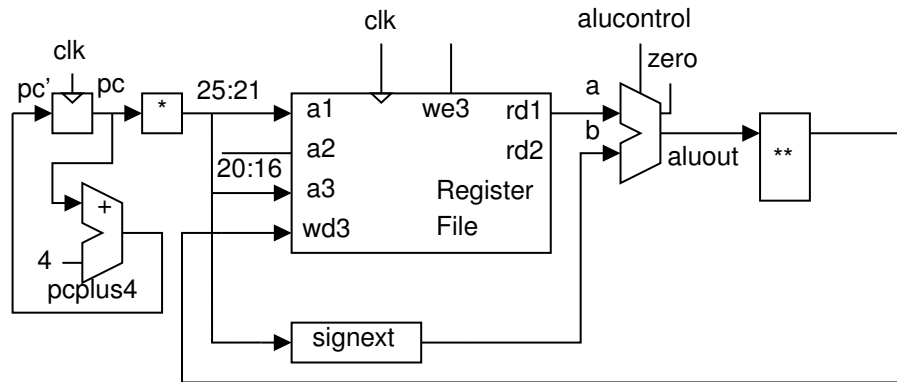 alucontrol
clk
clk
zero
pc'
pc
*
25:21
a1
we3
rd1
a
a2
rd2
b
20:16
aluout
**
a3
Register
+
wd3
File
4
pcplus4
signext